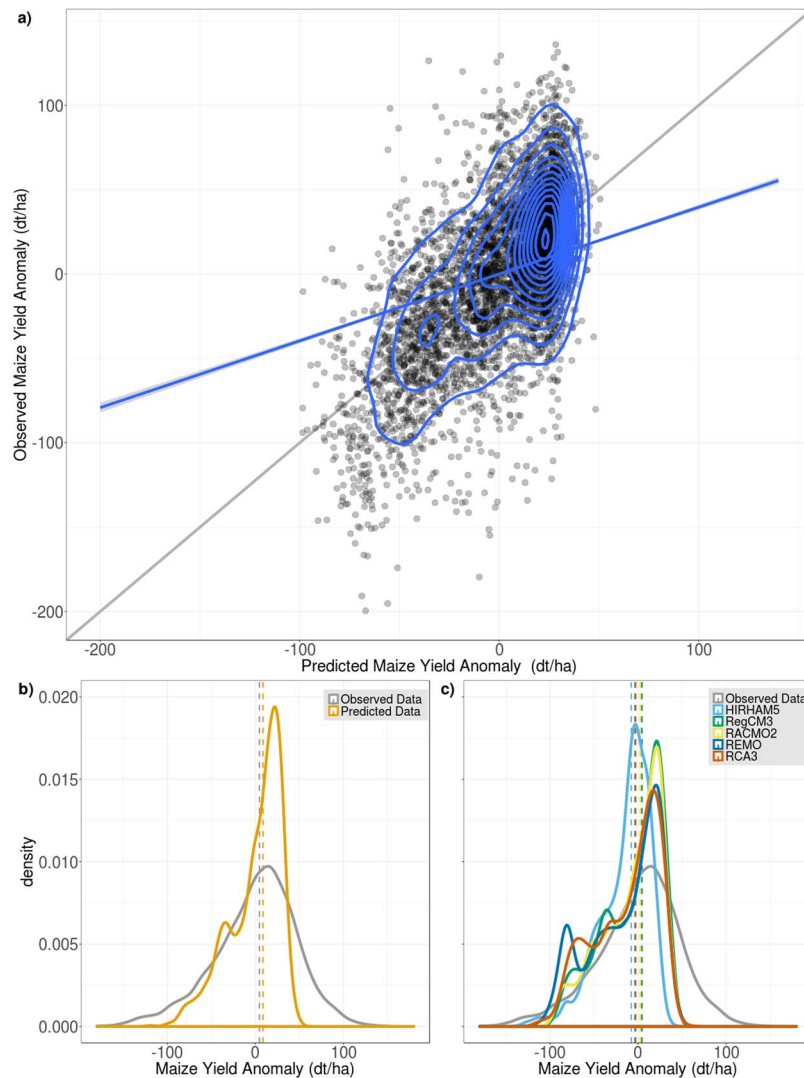 a)
Observed Maize Yield Anomaly (dt/ha)
100
0
-100
-200
-200
-100
0
100
Predicted Maize Yield Anomaly (dt/ha)
b)
Observed Data
Predicted Data
0.020
0.015
0.010
0.005
0.000
density
-100
0
100
Maize Yield Anomaly (dt/ha)
c)
Observed Data
HIRHAM5
RegCM3
RACMO2
REMO
RCA3
-100
0
100
Maize Yield Anomaly (dt/ha)